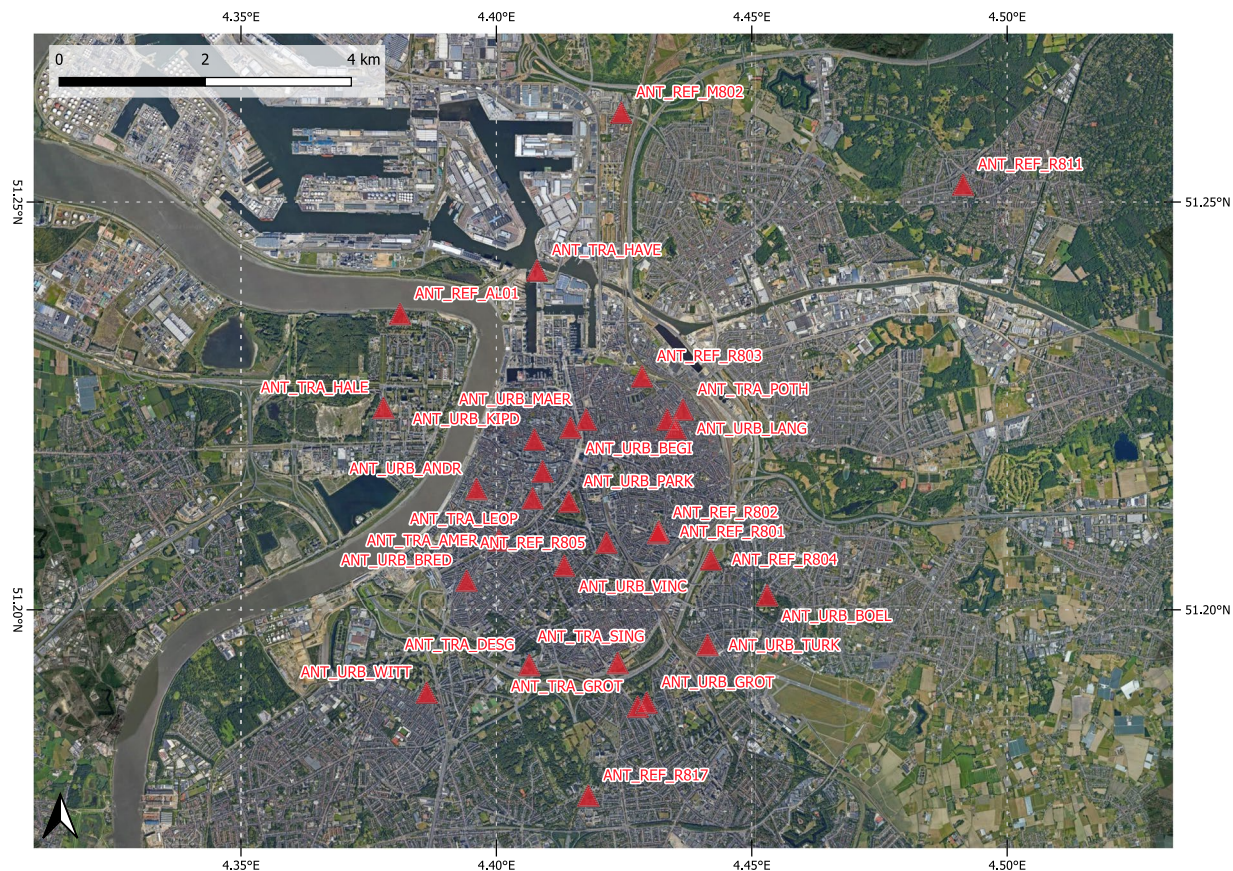 4.35°E 4.40°E 4.45°E 4.50°E
0 2 4 km
ANT_REF_M802
ANT_REF_R811
51.25°N 51.25°N
ANT_TRA_HAVE
ANT_REF_AL01
ANT_REF_R803
ANT_TRA_HALE
ANT_TRA_POTH
ANT_URB_MAER
ANT_URB_KIPD
ANT_URB_LANG
ANT_URB_BEGI
ANT_URB_ANDR
ANT_URB_PARK
ANT_REF_R802
ANT_TRA_LEOP
ANT_REF_R801
ANT_TRA_AMER
ANT_REF_R805
ANT_URB_BRED
ANT_REF_R804
ANT_URB_VINC
51.20°N 51.20°N
ANT_URB_BOEL
ANT_TRA_SING
ANT_TRA_DESG
ANT_URB_TURK
ANT_URB_WITT
ANT_URB_GROT
ANT_TRA_GROT
ANT_REF_R817
4.35°E 4.40°E 4.45°E 4.50°E